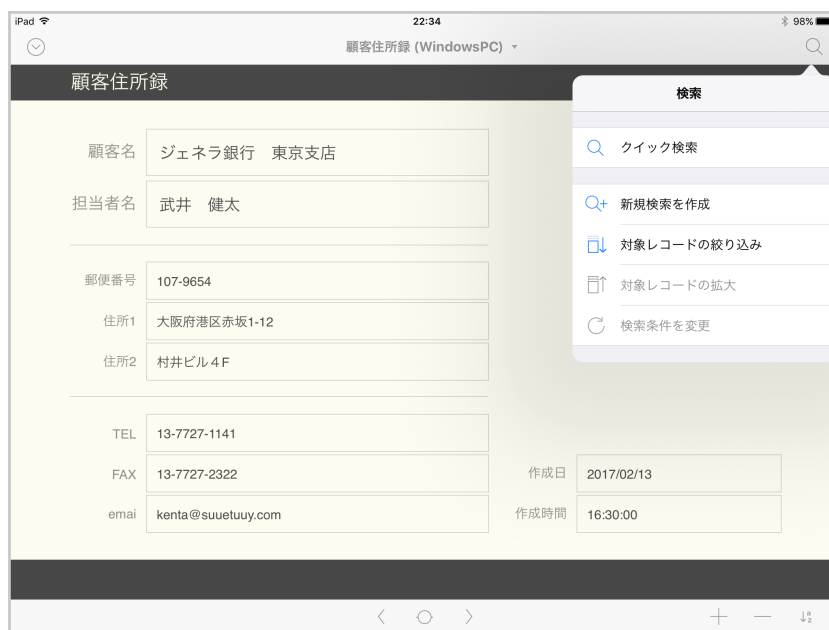 iPad 22:34 98%
顧客住所録 (WindowsPC)
顧客住所録
顧客名 ジェネラ銀行　東京支店
担当者名 武井　健太
郵便番号 107-9654
住所1 大阪府港区赤坂1-12
住所2 村井ビル４F
TEL 13-7727-1141
FAX 13-7727-2322
emai kenta@suuetuuy.com
作成日 2017/02/13
作成時間 16:30:00
検索
クイック検索
新規検索を作成
対象レコードの絞り込み
対象レコードの拡大
検索条件を変更